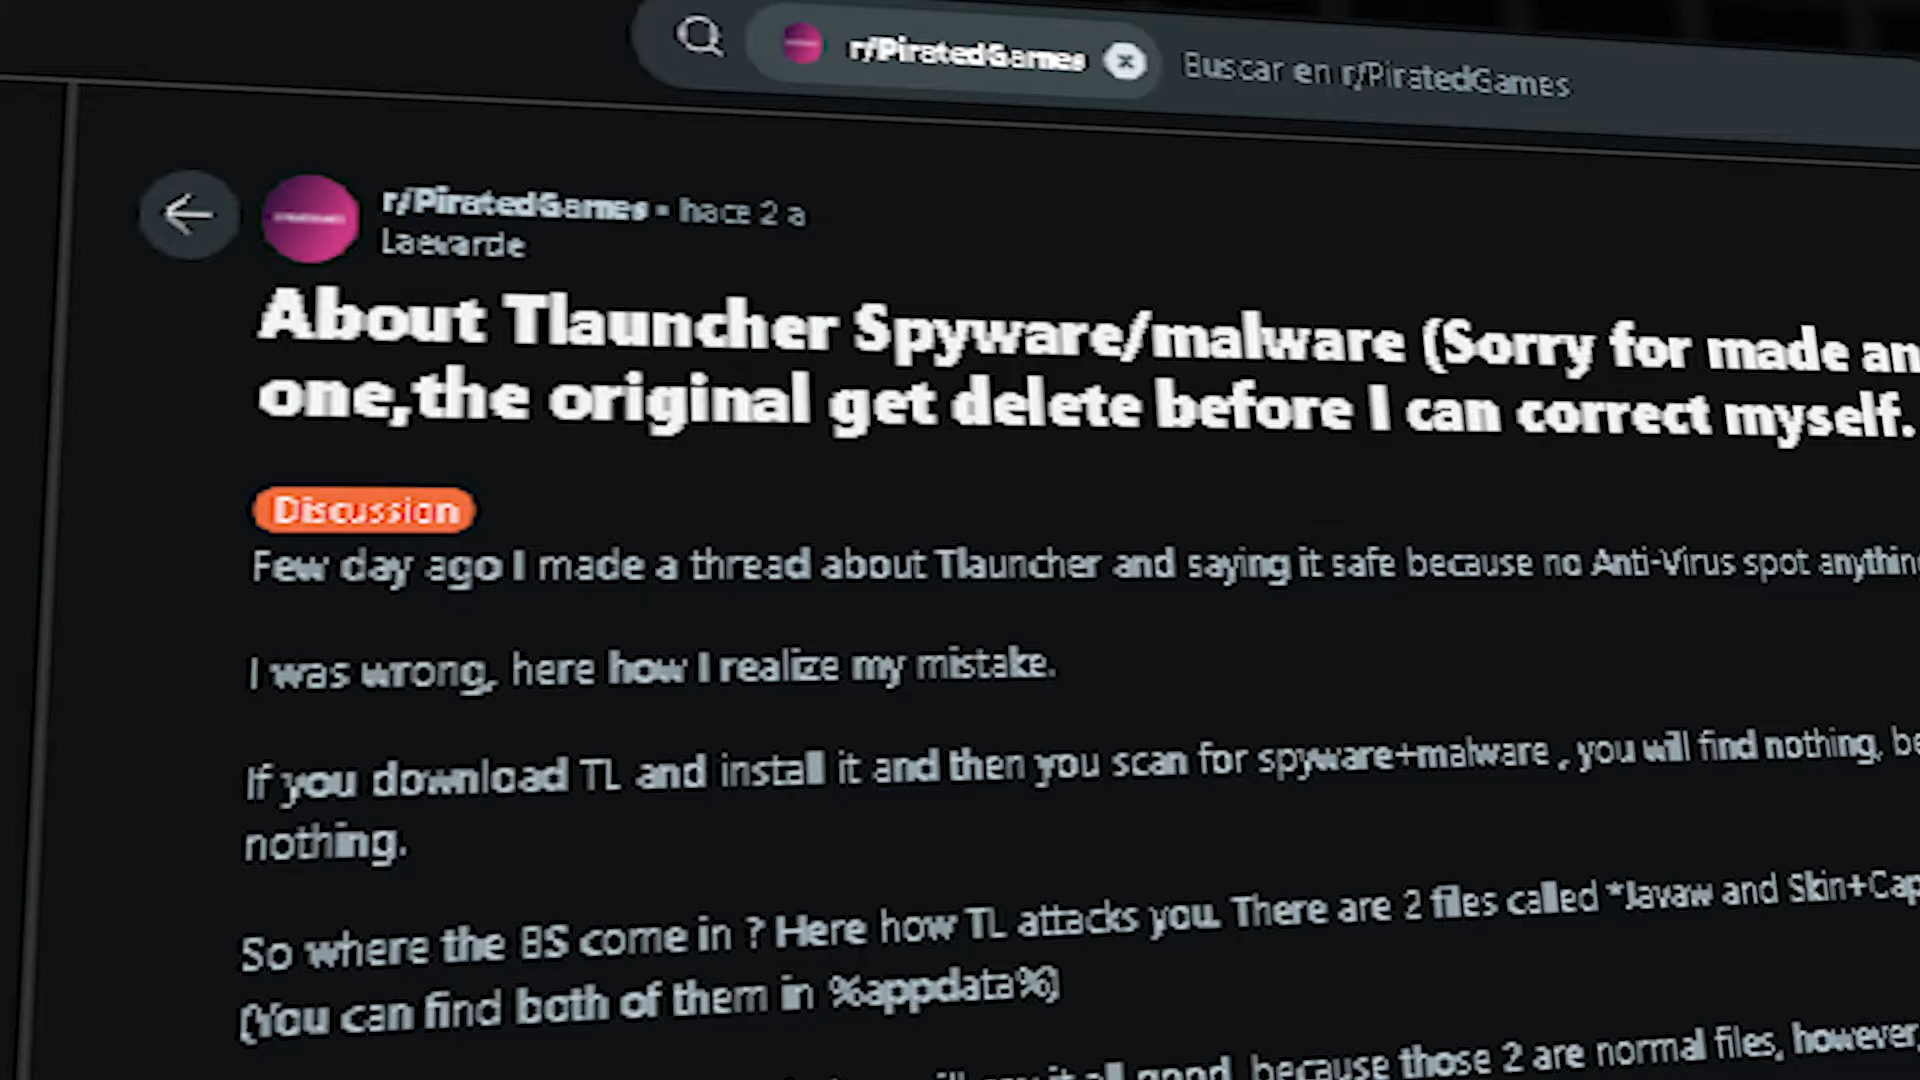 r/PiratedGames Buscar en r/PiratedGames
r/PiratedGames • hace 2 a
Laevarde
About Tlauncher Spyware/malware (Sorry for made an
one,the original get delete before I can correct myself.
Discussion
Few day ago I made a thread about Tlauncher and saying it safe because no Anti-Virus spot anything
I was wrong, here how I realize my mistake.
If you download TL and install it and then you scan for spyware+malware , you will find nothing, be
nothing.
So where the BS come in ? Here how TL attacks you. There are 2 files called *Javaw and Skin+Cap
(You can find both of them in %appdata%)
it all good, because those 2 are normal files, however,